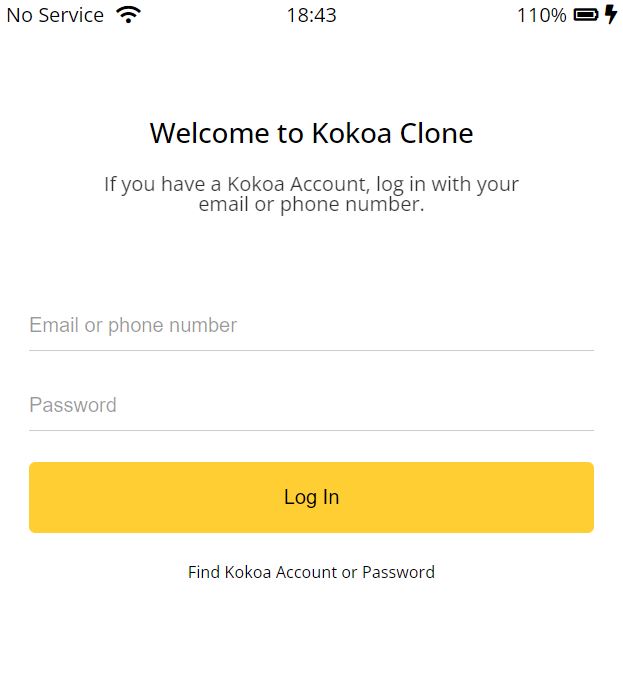 No Service 18:43 110%
Welcome to Kokoa Clone
If you have a Kokoa Account, log in with your
email or phone number.
Email or phone number
Password
Log In
Find Kokoa Account or Password